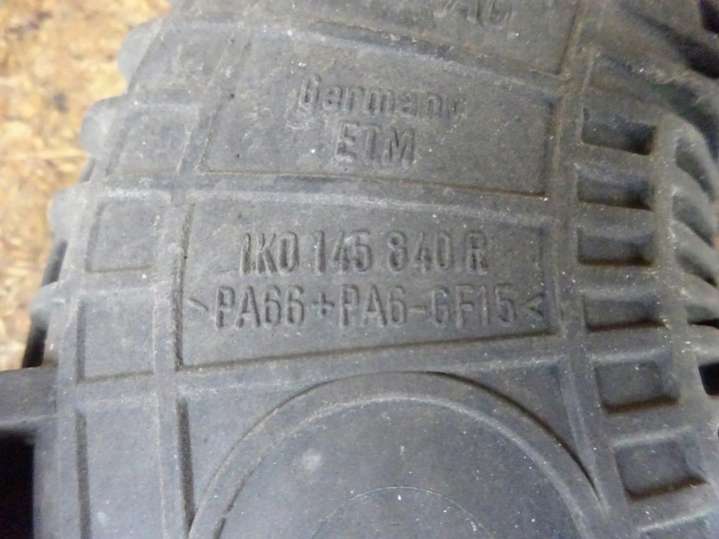 Germany
ETM
1K0 145 840 R
>PA66+PA6-GF15<